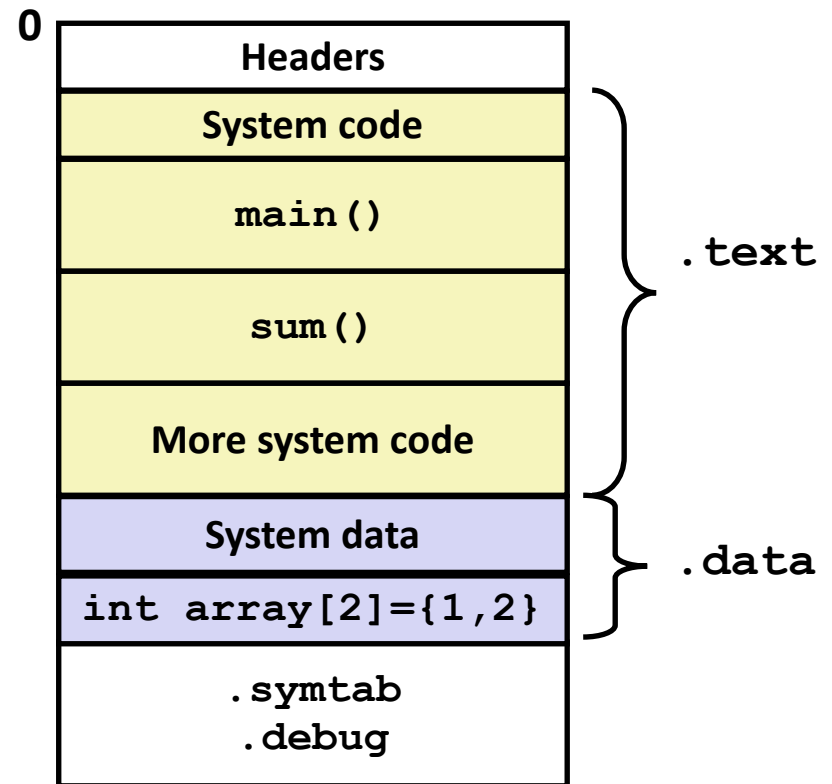 0
Headers
System code
main()
sum()
More system code
.text
System data
int array[2]={1,2}
.data
.symtab
.debug